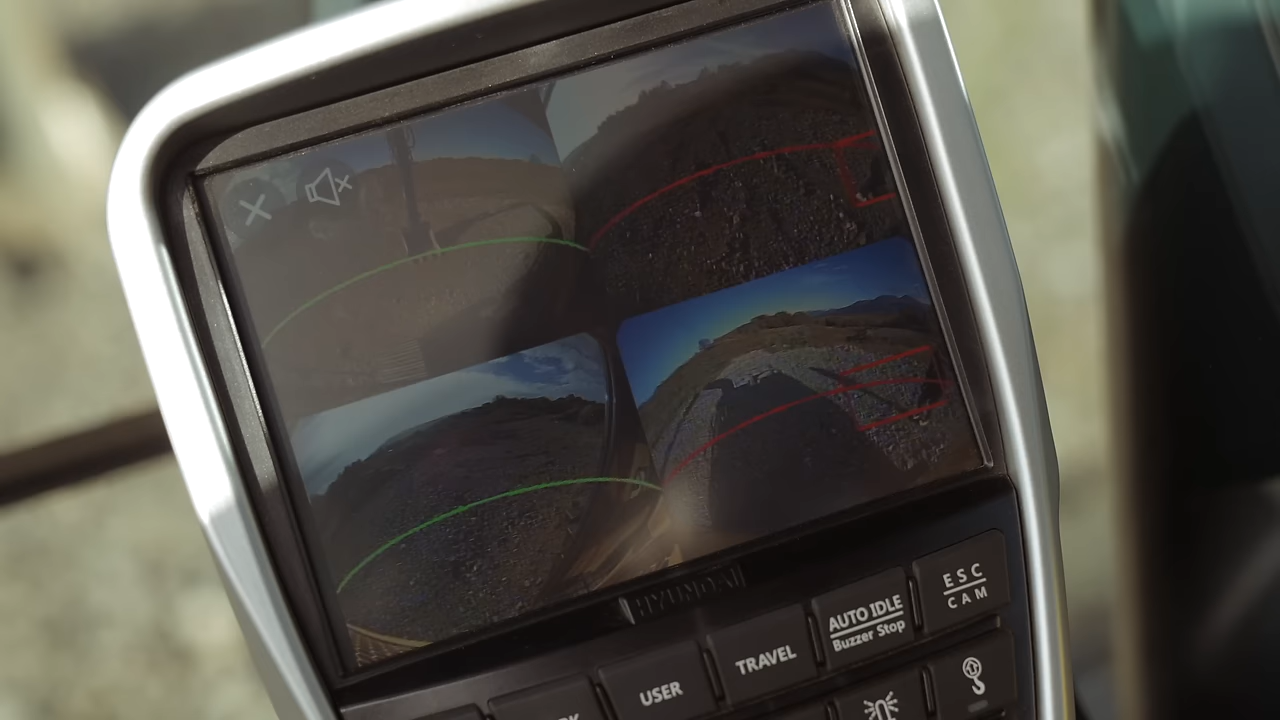 HYUNDAI
ESC
CAM
AUTO IDLE
Buzzer Stop
TRAVEL
USER